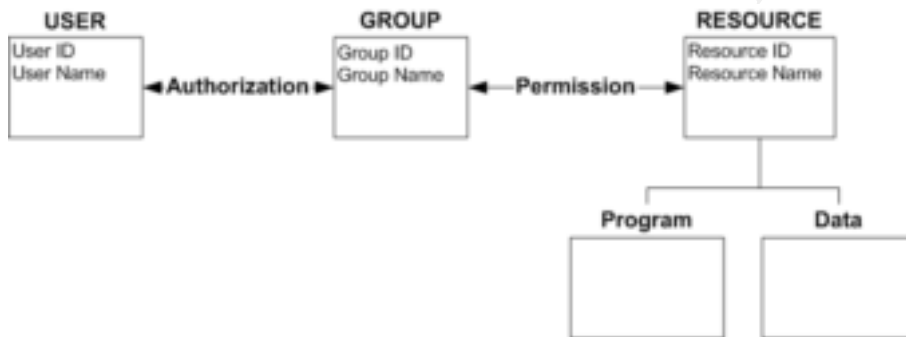 USER
GROUP
RESOURCE
User ID
User Name
Group ID
Group Name
Resource ID
Resource Name
Authorization
Permission
Program
Data